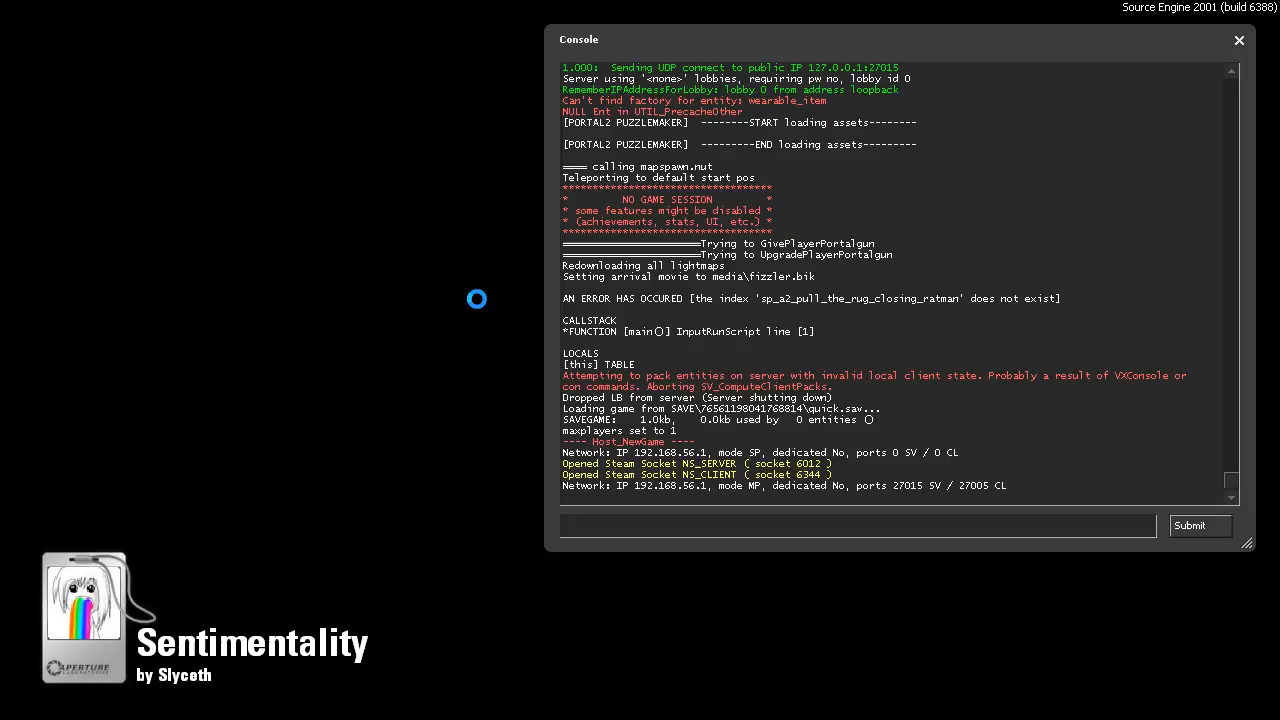 Source Engine 2001 (build 6388)
Console
1.000:  Sending UDP connect to public IP 127.0.0.1:27015
Server using '<none>' lobbies, requiring pw no, lobby id 0
RememberIPAddressForLobby: lobby 0 from address loopback
Can't find factory for entity: wearable_item
NULL Ent in UTIL_PrecacheOther
[PORTAL2 PUZZLEMAKER]  --------START loading assets--------
[PORTAL2 PUZZLEMAKER]  ---------END loading assets---------
==== calling mapspawn.nut
Teleporting to default start pos
***********************************
*        NO GAME SESSION         *
* some features might be disabled *
* (achievements, stats, UI, etc.) *
***********************************
=======================Trying to GivePlayerPortalgun
=======================Trying to UpgradePlayerPortalgun
Redownloading all lightmaps
Setting arrival movie to media\fizzler.bik
AN ERROR HAS OCCURED [the index 'sp_a2_pull_the_rug_closing_ratman' does not exist]
CALLSTACK
*FUNCTION [main()] InputRunScript line [1]
LOCALS
[this] TABLE
Attempting to pack entities on server with invalid local client state. Probably a result of VXConsole or
con commands. Aborting SV_ComputeClientPacks.
Dropped LB from server (Server shutting down)
Loading game from SAVE\76561198041768814\quick.sav...
SAVEGAME:   1.0kb,    0.0kb used by   0 entities ()
maxplayers set to 1
---- Host_NewGame ----
Network: IP 192.168.56.1, mode SP, dedicated No, ports 0 SV / 0 CL
Opened Steam Socket NS_SERVER ( socket 6012 )
Opened Steam Socket NS_CLIENT ( socket 6344 )
Network: IP 192.168.56.1, mode MP, dedicated No, ports 27015 SV / 27005 CL
Submit
APERTURE
LABORATORIES
Sentimentality
by Slycoth